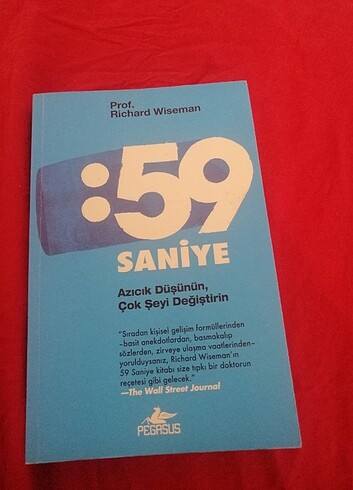 Prof.
Richard Wiseman
:59
SANİYE
Azıcık Düşünün,
Çok Şeyi Değiştirin
"Sıradan kişisel gelişim formüllerinden
-basit anekdotlardan, basmakalıp
sözlerden, zirveye ulaşma vaatlerinden-
yorulduysanız, Richard Wiseman'ın
59 Saniye kitabı size tıpkı bir doktorun
reçetesi gibi gelecek."
—The Wall Street Journal
PEGASUS